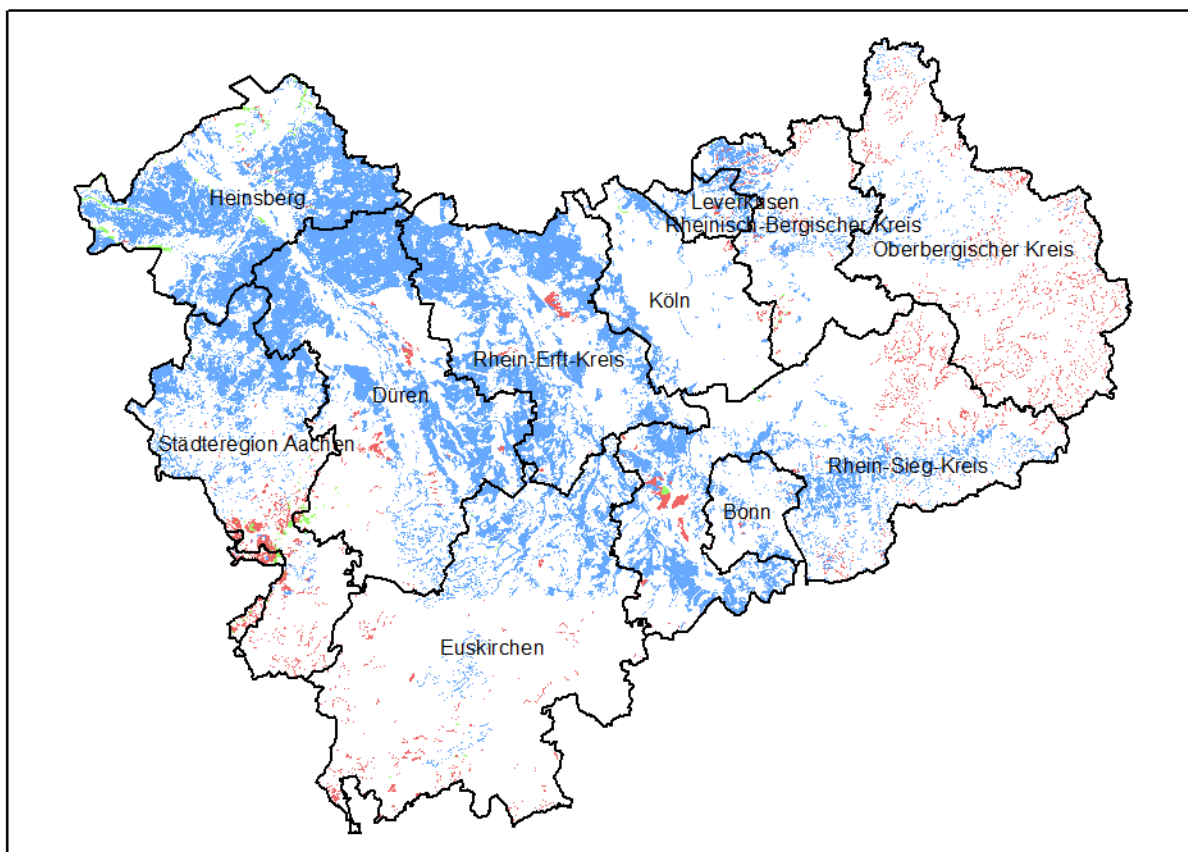 Heinsberg
Leverkusen
Rheinisch-Bergischer Kreis
Oberbergischer Kreis
Köln
Rhein-Erft-Kreis
Düren
Städteregion Aachen
Rhein-Sieg-Kreis
Bonn
Euskirchen